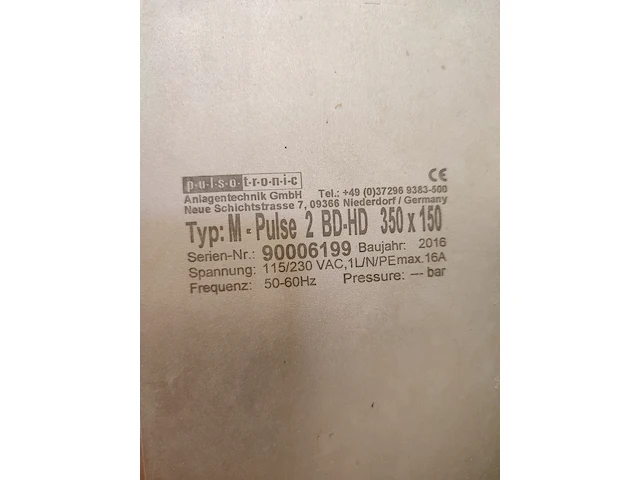 pulsotronic CE
Anlagentechnik GmbH Tel.: +49 (0)37296 9383-500
Neue Schichtstrasse 7, 09366 Niederdorf / Germany
Typ: M - Pulse 2 BD-HD 350 x 150
Serien-Nr.: 90006199 Baujahr: 2016
Spannung: 115/230 VAC,1L/N/PE max. 16A
Frequenz: 50-60Hz Pressure: --- bar